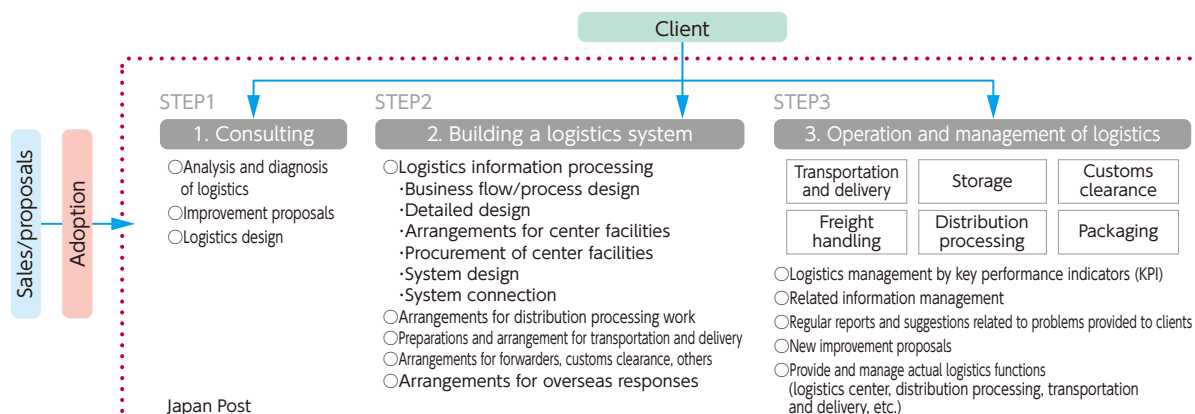 Client
Sales/proposals
Adoption
STEP1
1. Consulting
○Analysis and diagnosis
of logistics
○Improvement proposals
○Logistics design
STEP2
2. Building a logistics system
○Logistics information processing
・Business flow/process design
・Detailed design
・Arrangements for center facilities
・Procurement of center facilities
・System design
・System connection
○Arrangements for distribution processing work
○Preparations and arrangement for transportation and delivery
○Arrangements for forwarders, customs clearance, others
○Arrangements for overseas responses
STEP3
3. Operation and management of logistics
Transportation
and delivery
Storage
Customs
clearance
Freight
handling
Distribution
processing
Packaging
○Logistics management by key performance indicators (KPI)
○Related information management
○Regular reports and suggestions related to problems provided to clients
○New improvement proposals
○Provide and manage actual logistics functions
(logistics center, distribution processing, transportation
and delivery, etc.)
Japan Post